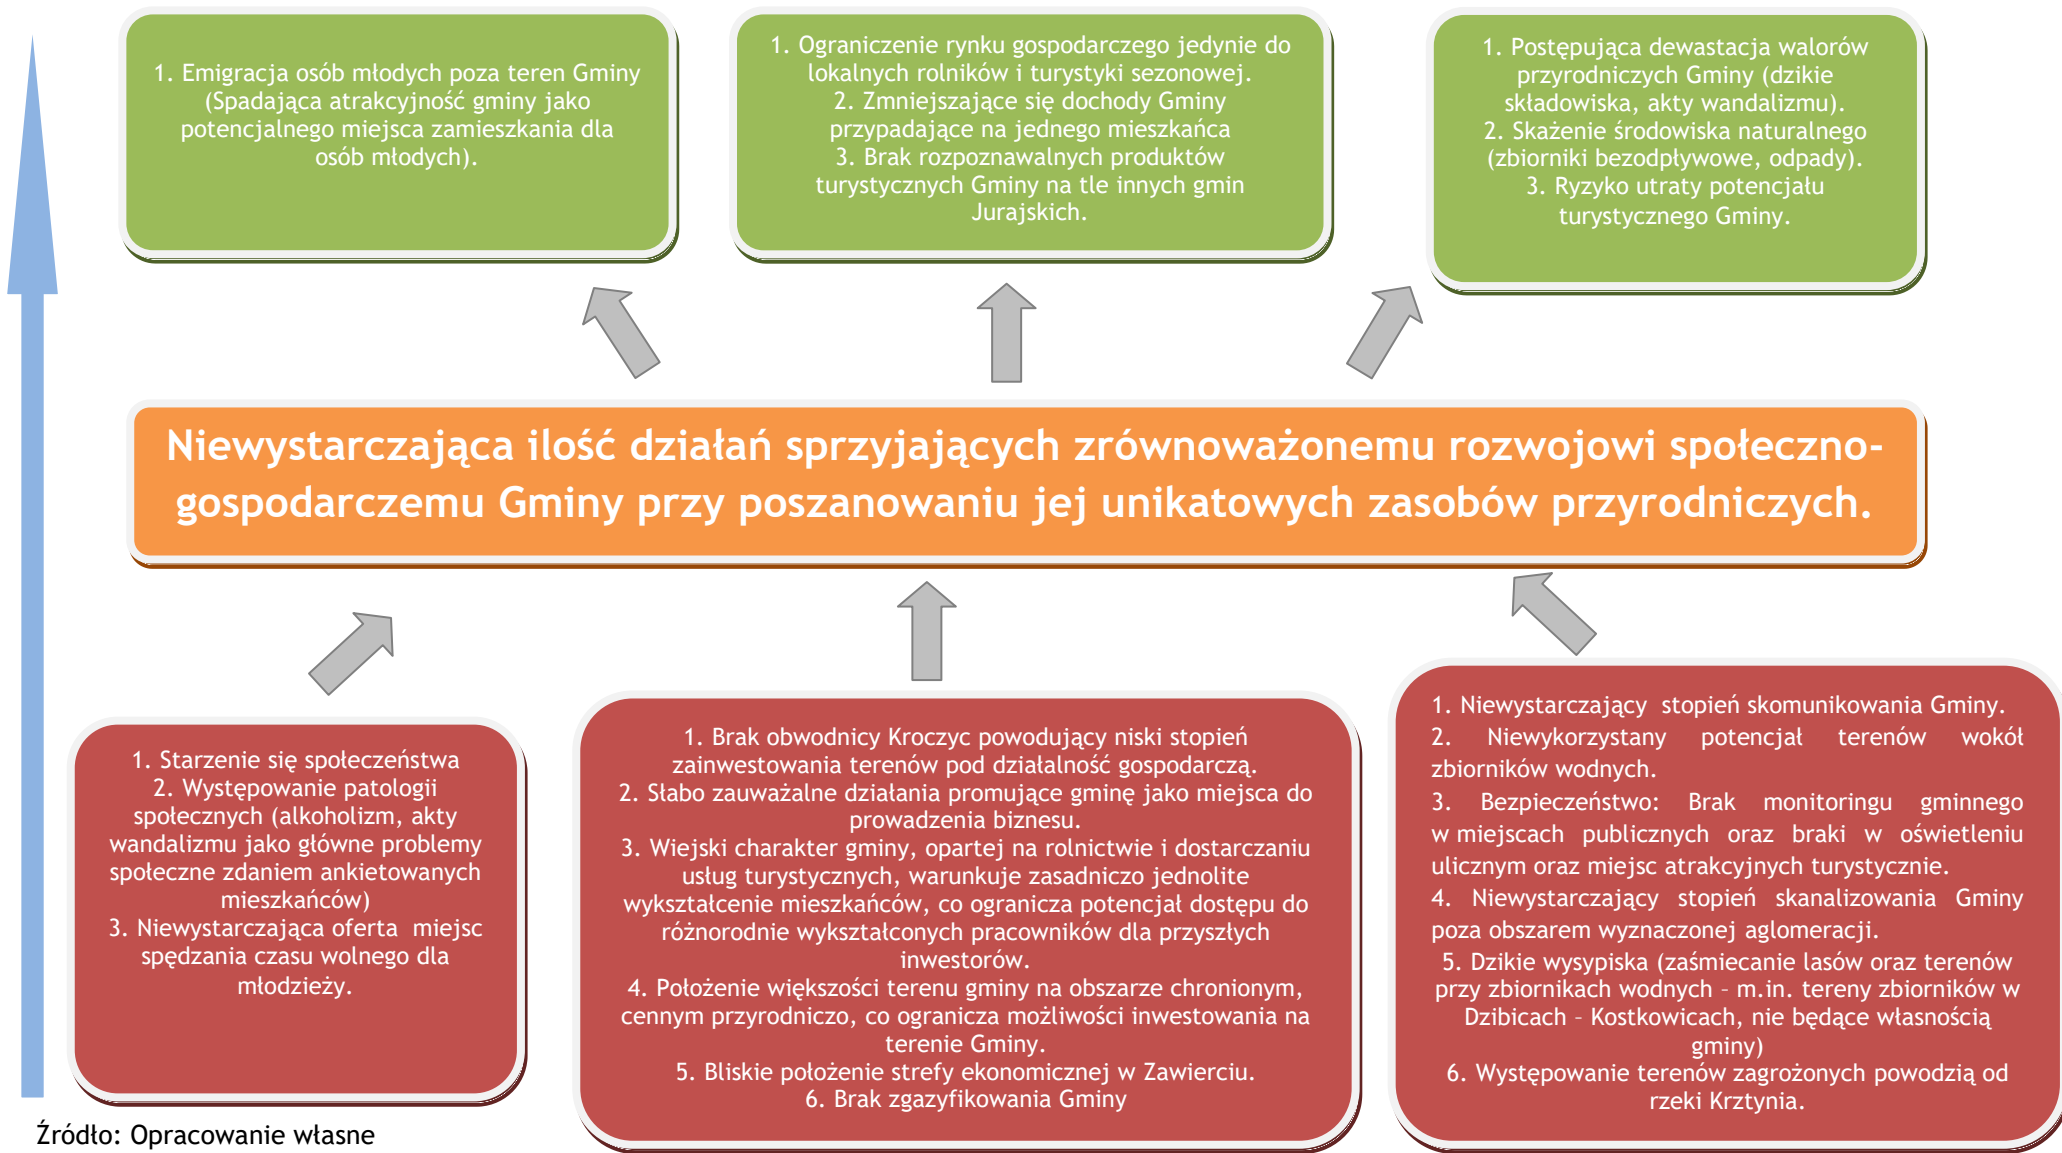 1. Emigracja osób młodych poza teren Gminy
(Spadająca atrakcyjność gminy jako
potencjalnego miejsca zamieszkania dla
osób młodych).
1. Ograniczenie rynku gospodarczego jedynie do
lokalnych rolników i turystyki sezonowej.
2. Zmniejszające się dochody Gminy
przypadające na jednego mieszkańca
3. Brak rozpoznawalnych produktów
turystycznych Gminy na tle innych gmin
Jurajskich.
1. Postępująca dewastacja walorów
przyrodniczych Gminy (dzikie
składowiska, akty wandalizmu).
2. Skażenie środowiska naturalnego
(zbiorniki bezodpływowe, odpady).
3. Ryzyko utraty potencjału
turystycznego Gminy.
Niewystarczająca ilość działań sprzyjających zrównoważonemu rozwojowi społeczno-
gospodarczemu Gminy przy poszanowaniu jej unikatowych zasobów przyrodniczych.
1. Starzenie się społeczeństwa
2. Występowanie patologii
społecznych (alkoholizm, akty
wandalizmu jako główne problemy
społeczne zdaniem ankietowanych
mieszkańców)
3. Niewystarczająca oferta miejsc
spędzania czasu wolnego dla
młodzieży.
1. Brak obwodnicy Kroczyc powodujący niski stopień
zainwestowania terenów pod działalność gospodarczą.
2. Słabo zauważalne działania promujące gminę jako miejsca do
prowadzenia biznesu.
3. Wiejski charakter gminy, opartej na rolnictwie i dostarczaniu
usług turystycznych, warunkuje zasadniczo jednolite
wykształcenie mieszkańców, co ogranicza potencjał dostępu do
różnorodnie wykształconych pracowników dla przyszłych
inwestorów.
4. Położenie większości terenu gminy na obszarze chronionym,
cennym przyrodniczo, co ogranicza możliwości inwestowania na
terenie Gminy.
5. Bliskie położenie strefy ekonomicznej w Zawierciu.
6. Brak zgazyfikowania Gminy
1. Niewystarczający stopień skomunikowania Gminy.
2. Niewykorzystany potencjał terenów wokół
zbiorników wodnych.
3. Bezpieczeństwo: Brak monitoringu gminnego
w miejscach publicznych oraz braki w oświetleniu
ulicznym oraz miejsc atrakcyjnych turystycznie.
4. Niewystarczający stopień skanalizowania Gminy
poza obszarem wyznaczonej aglomeracji.
5. Dzikie wysypiska (zaśmiecanie lasów oraz terenów
przy zbiornikach wodnych – m.in. tereny zbiorników w
Dzibicach – Kostkowicach, nie będące własnością
gminy)
6. Występowanie terenów zagrożonych powodzią od
rzeki Krztynia.
Źródło: Opracowanie własne